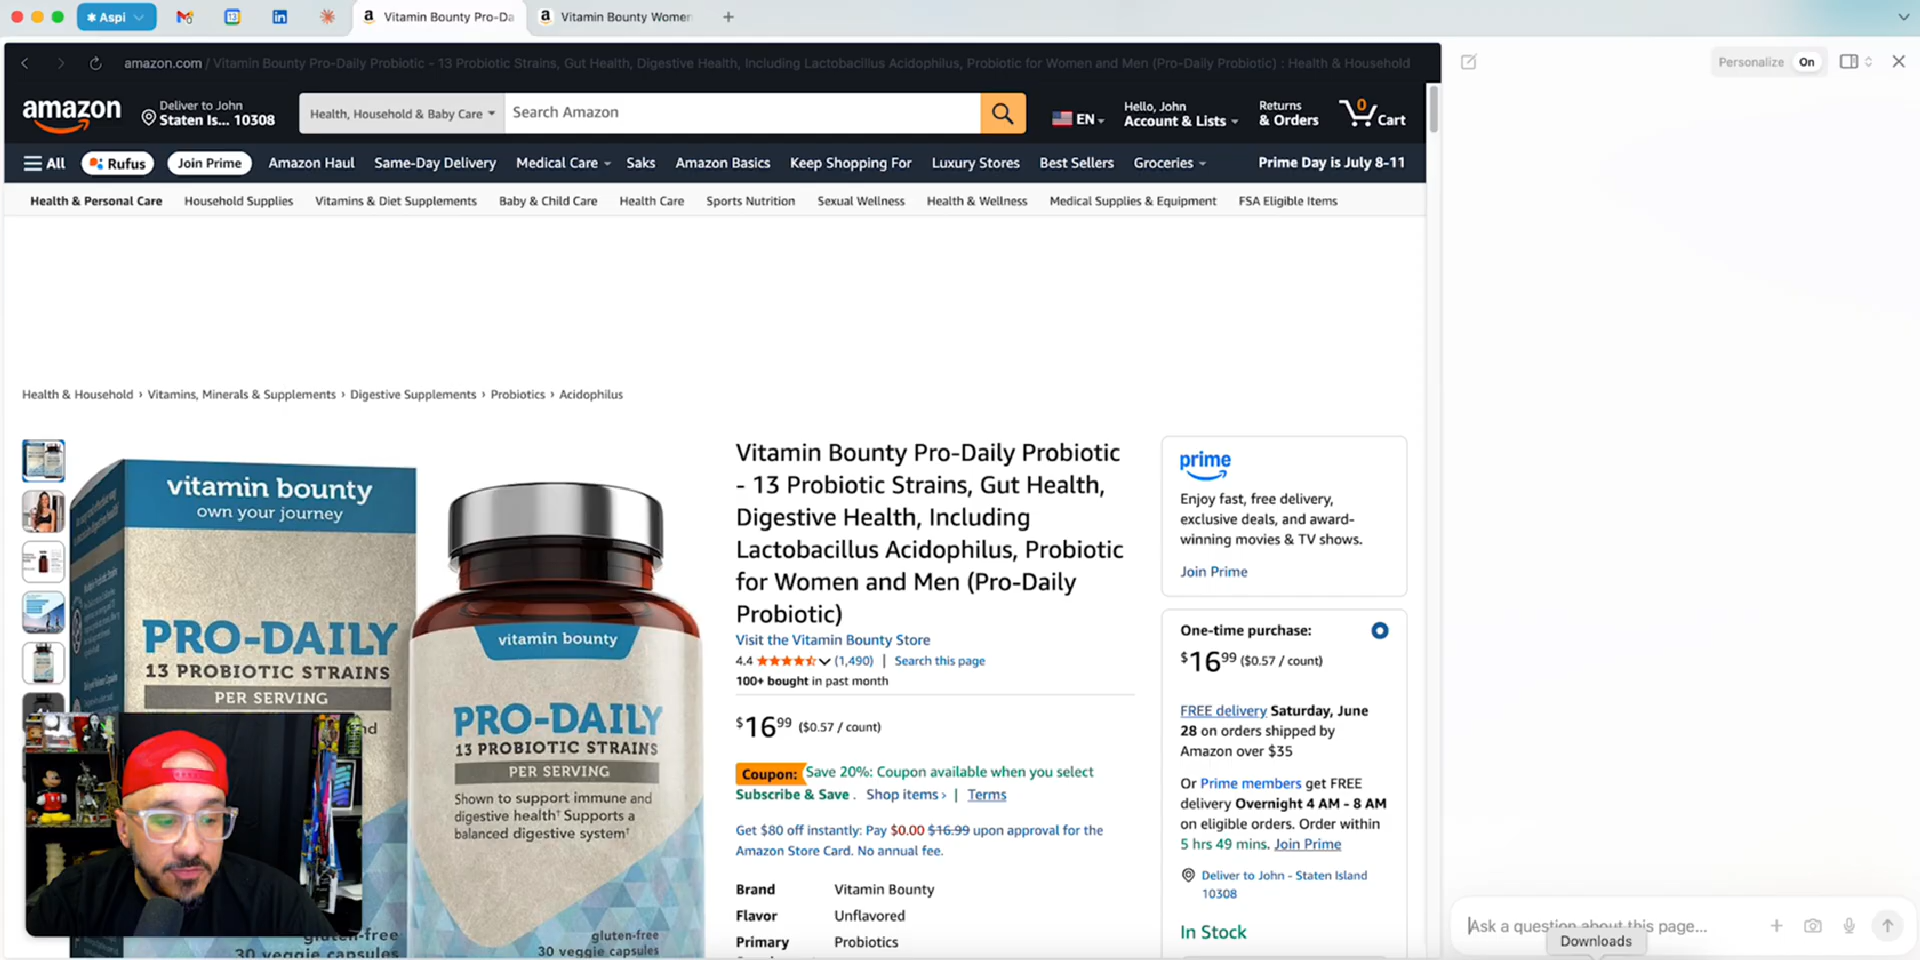 Aspi
13
Vitamin Bounty Pro-Da
Vitamin Bounty Women
amazon.com / Vitamin Bounty Pro-Daily Probiotic - 13 Probiotic Strains, Gut Health, Digestive Health, Including Lactobacillus Acidophilus, Probiotic for Women and Men (Pro-Daily Probiotic) : Health & Household
Personalize On
amazon
Deliver to John
Staten Is... 10308
Health, Household & Baby Care
Search Amazon
EN
Hello, John
Account & Lists
Returns
& Orders
0
Cart
All
Rufus
Join Prime
Amazon Haul
Same-Day Delivery
Medical Care
Saks
Amazon Basics
Keep Shopping For
Luxury Stores
Best Sellers
Groceries
Prime Day is July 8-11
Health & Personal Care
Household Supplies
Vitamins & Diet Supplements
Baby & Child Care
Health Care
Sports Nutrition
Sexual Wellness
Health & Wellness
Medical Supplies & Equipment
FSA Eligible Items
Health & Household › Vitamins, Minerals & Supplements › Digestive Supplements › Probiotics › Acidophilus
vitamin bounty
own your journey
PRO-DAILY
13 PROBIOTIC STRAINS
PER SERVING
nd
gluten-free
30 veggie capsules
vitamin bounty
PRO-DAILY
13 PROBIOTIC STRAINS
PER SERVING
Shown to support immune and
digestive health† Supports a
balanced digestive system†
gluten-free
30 veggie capsules
Vitamin Bounty Pro-Daily Probiotic
- 13 Probiotic Strains, Gut Health,
Digestive Health, Including
Lactobacillus Acidophilus, Probiotic
for Women and Men (Pro-Daily
Probiotic)
Visit the Vitamin Bounty Store
4.4 (1,490) | Search this page
100+ bought in past month
$16.99 ($0.57 / count)
Coupon: Save 20%: Coupon available when you select
Subscribe & Save . Shop items › | Terms
Get $80 off instantly: Pay $0.00 $16.99 upon approval for the
Amazon Store Card. No annual fee.
Brand Vitamin Bounty
Flavor Unflavored
Primary Probiotics
prime
Enjoy fast, free delivery,
exclusive deals, and award-
winning movies & TV shows.
Join Prime
One-time purchase:
$16.99 ($0.57 / count)
FREE delivery Saturday, June
28 on orders shipped by
Amazon over $35
Or Prime members get FREE
delivery Overnight 4 AM - 8 AM
on eligible orders. Order within
5 hrs 49 mins. Join Prime
Deliver to John - Staten Island
10308
In Stock
Ask a question about this page...
Downloads